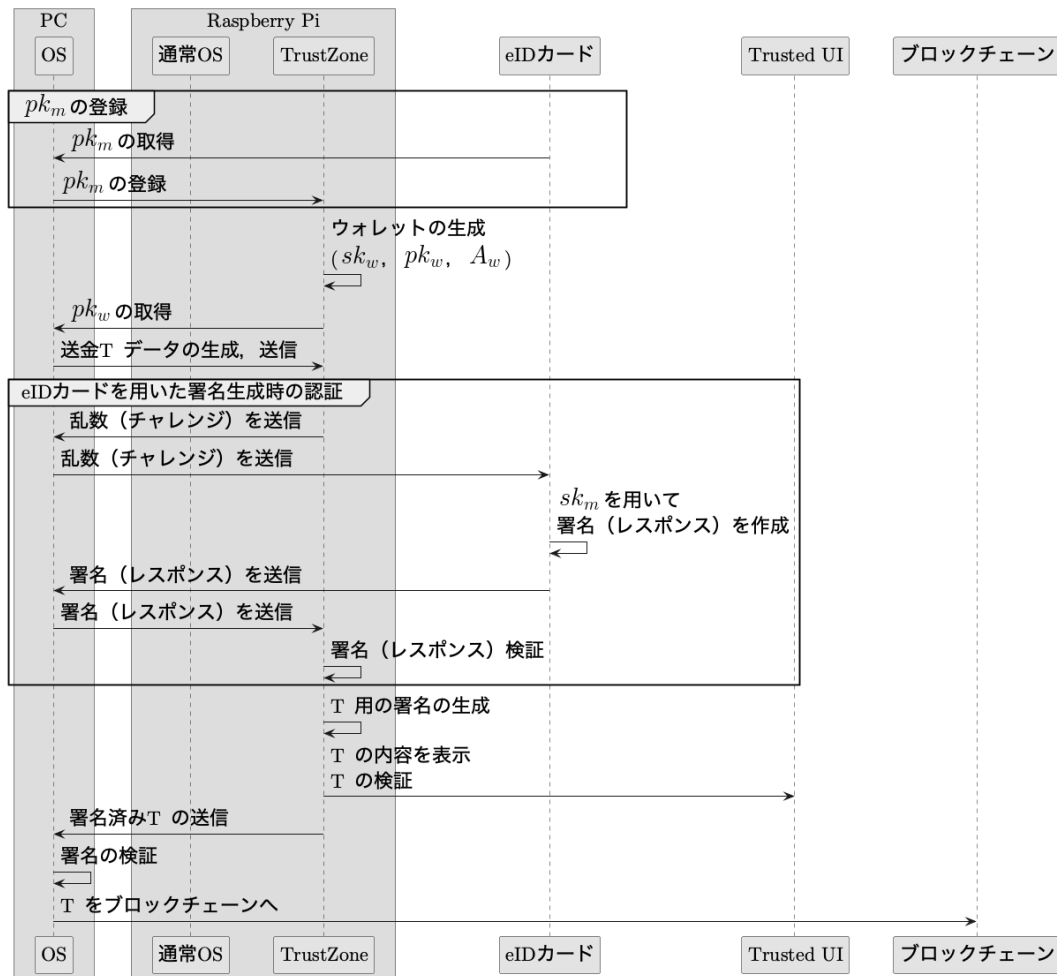 PC
Raspberry Pi
OS
通常OS
TrustZone
eIDカード
Trusted UI
ブロックチェーン
pk_m の登録
pk_m の取得
pk_m の登録
ウォレットの生成
(sk_w, pk_w, A_w)
pk_w の取得
送金T データの生成，送信
eIDカードを用いた署名生成時の認証
乱数（チャレンジ）を送信
乱数（チャレンジ）を送信
sk_m を用いて
署名（レスポンス）を作成
署名（レスポンス）を送信
署名（レスポンス）を送信
署名（レスポンス）検証
T 用の署名の生成
T の内容を表示
T の検証
署名済みT の送信
署名の検証
T をブロックチェーンへ
OS
通常OS
TrustZone
eIDカード
Trusted UI
ブロックチェーン